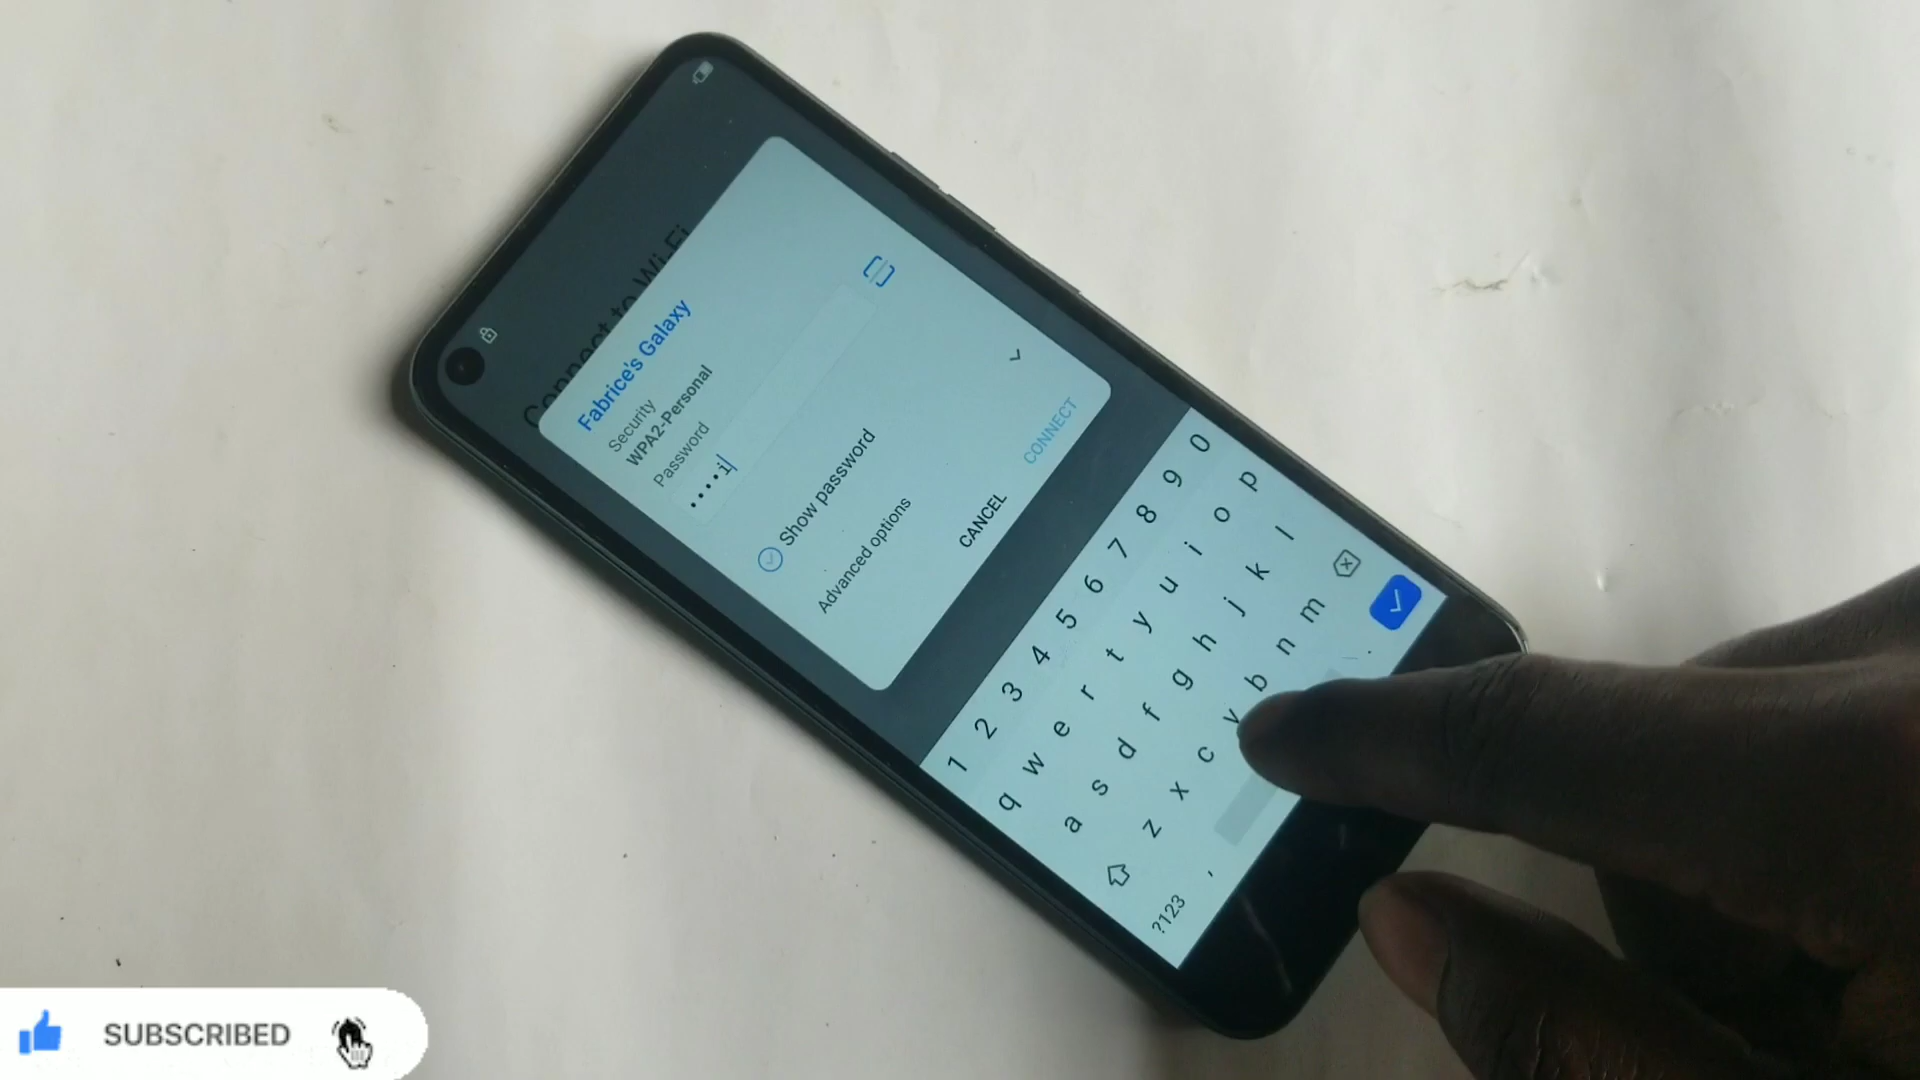 Connect to Wi-Fi
Fabrice's Galaxy
Security
WPA2-Personal
Password
•••••i
Show password
Advanced options
CANCEL
CONNECT
1 2 3 4 5 6 7 8 9 0
q w e r t y u i o p
a s d f g h j k l
z x c v b n m
?123 , .
SUBSCRIBED